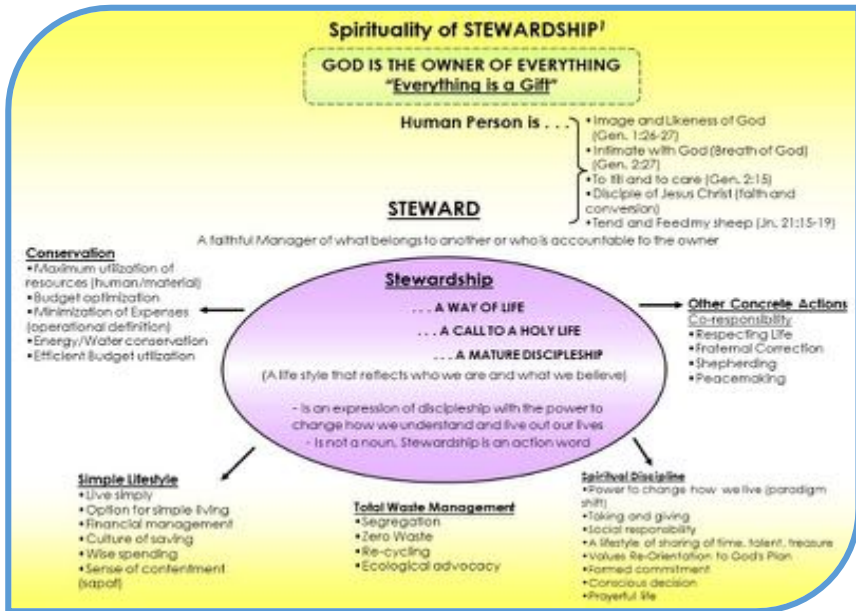 Spirituality of STEWARDSHIP¹
GOD IS THE OWNER OF EVERYTHING
"Everything is a Gift"
Human Person is . . .
•Image and Likeness of God
(Gen. 1:26-27)
•Intimate with God (Breath of God)
(Gen. 2:27)
•To till and to care (Gen. 2:15)
•Disciple of Jesus Christ (faith and
conversion)
•Tend and Feed my sheep (Jn. 21:15-19)
STEWARD
A faithful Manager of what belongs to another or who is accountable to the owner
Conservation
•Maximum utilization of
resources (human/material)
•Budget optimization
•Minimization of Expenses
(operational definition)
•Energy/Water conservation
•Efficient Budget utilization
Stewardship
. . . A WAY OF LIFE
. . . A CALL TO A HOLY LIFE
. . . A MATURE DISCIPLESHIP
(A life style that reflects who we are and what we believe)
- Is an expression of discipleship with the power to
change how we understand and live out our lives
- Is not a noun, Stewardship is an action word
Other Concrete Actions
Co-responsibility
•Respecting Life
•Fraternal Correction
•Shepherding
•Peacemaking
Simple Lifestyle
•Live simply
•Option for simple living
•Financial management
•Culture of saving
•Wise spending
•Sense of contentment
(sapat)
Total Waste Management
•Segregation
•Zero Waste
•Re-cycling
•Ecological advocacy
Spiritual Discipline
•Power to change how we live (paradigm
shift)
•Taking and giving
•Social responsibility
•A lifestyle of sharing of time, talent, treasure
•Values Re-Orientation to God's Plan
•Formed commitment
•Conscious decision
•Prayerful life